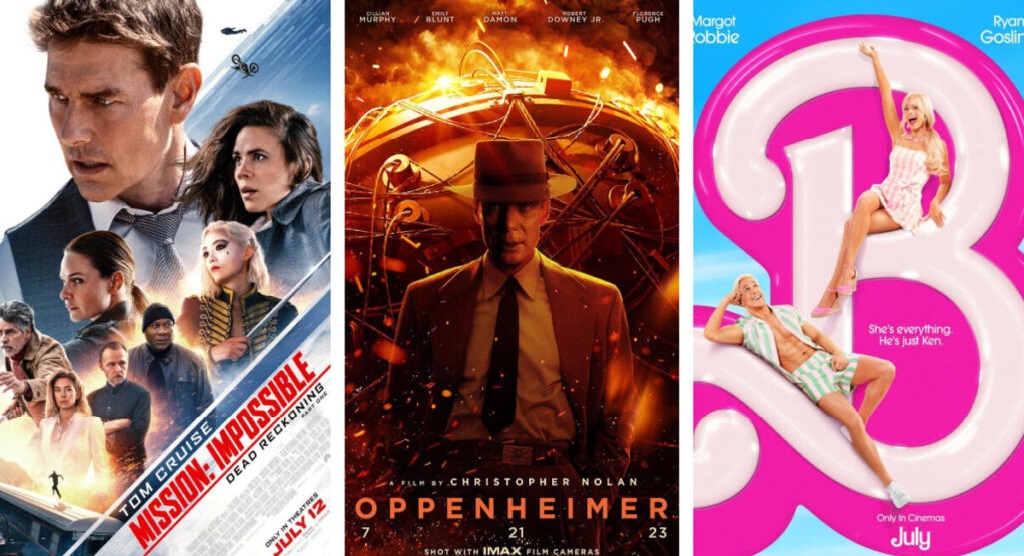 TOM CRUISE
MISSION: IMPOSSIBLE
DEAD RECKONING
PART ONE
ONLY IN THEATRES
JULY 12
CILLIAN MURPHY
EMILY BLUNT
MATT DAMON
ROBERT DOWNEY JR.
FLORENCE PUGH
A FILM BY CHRISTOPHER NOLAN
OPPENHEIMER
7 21 23
SHOT WITH IMAX FILM CAMERAS
Margot
Robbie
Ryan
Goslin
B
She's everything.
He's just Ken.
Only In Cinemas
July